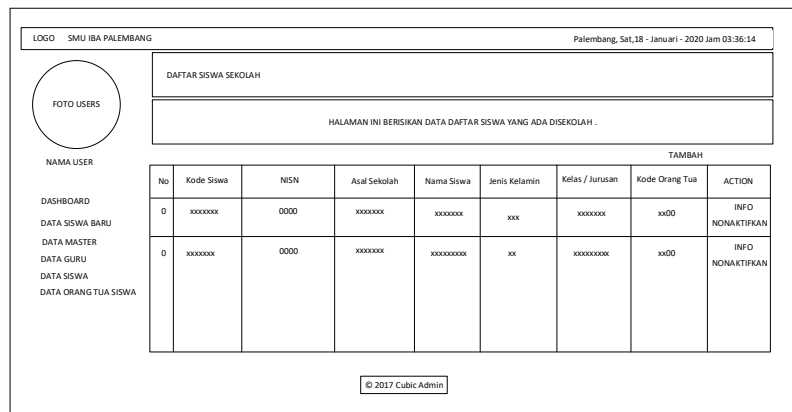 LOGO SMU IBA PALEMBANG Palembang, Sat,18 - Januari - 2020 Jam 03:36:14
FOTO USERS
NAMA USER
DASHBOARD
DATA SISWA BARU
DATA MASTER
DATA GURU
DATA SISWA
DATA ORANG TUA SISWA
DAFTAR SISWA SEKOLAH
HALAMAN INI BERISIKAN DATA DAFTAR SISWA YANG ADA DISEKOLAH .
TAMBAH
No Kode Siswa NISN Asal Sekolah Nama Siswa Jenis Kelamin Kelas / Jurusan Kode Orang Tua ACTION
0 xxxxxxx 0000 xxxxxxx xxxxxxx xxx xxxxxxx xx00 INFO
NONAKTIFKAN
0 xxxxxxx 0000 xxxxxxx xxxxxxxxx xx xxxxxxxxx xx00 INFO
NONAKTIFKAN
© 2017 Cubic Admin